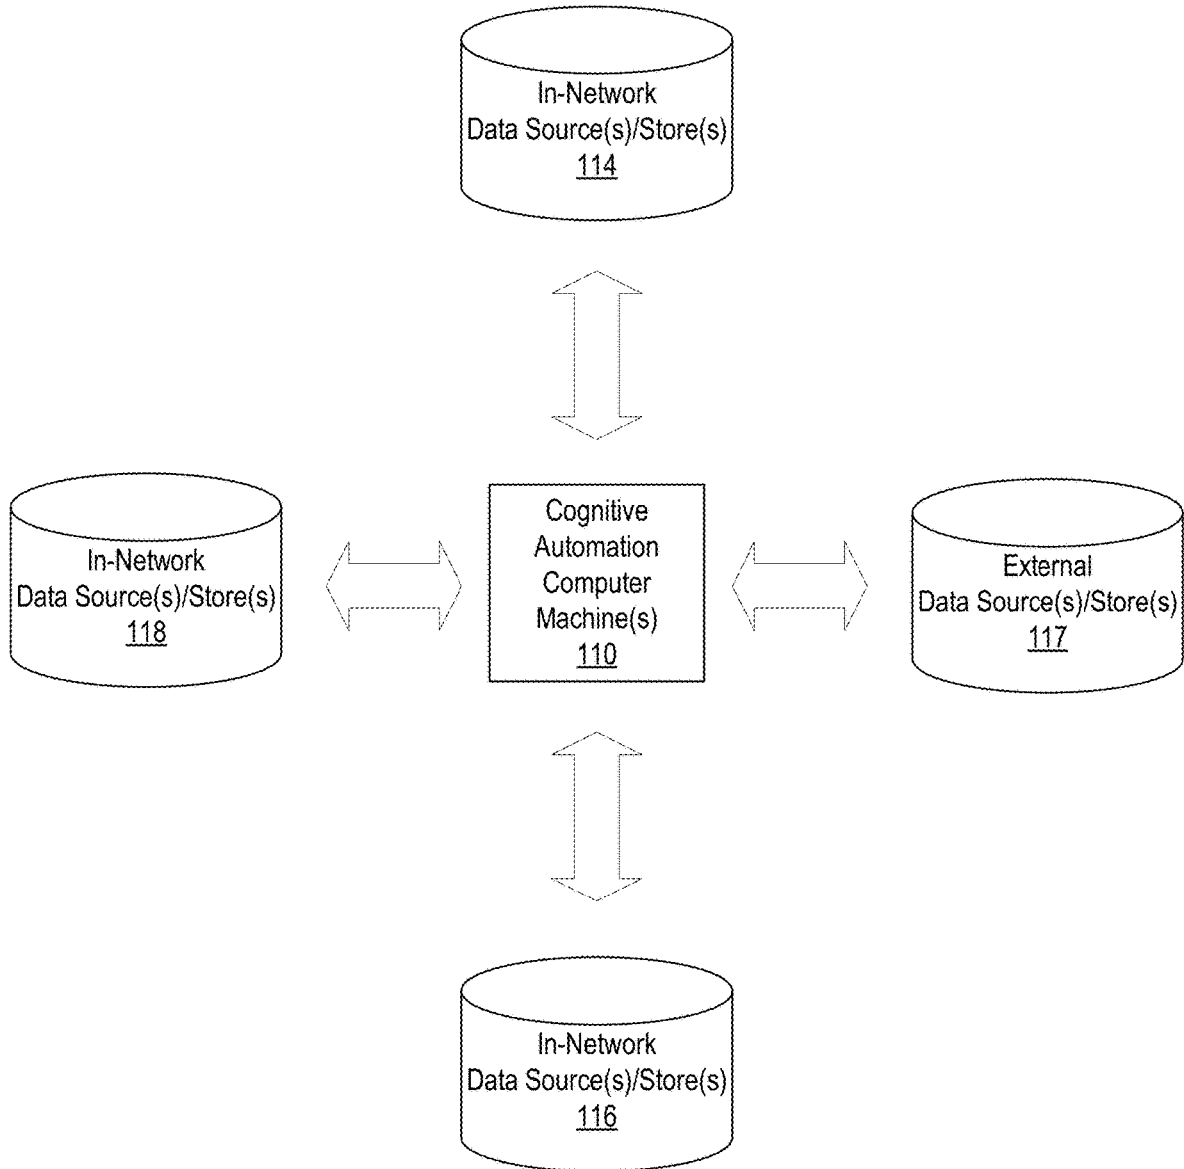 In-Network
Data Source(s)/Store(s)
114
In-Network
Data Source(s)/Store(s)
118
Cognitive
Automation
Computer
Machine(s)
110
External
Data Source(s)/Store(s)
117
In-Network
Data Source(s)/Store(s)
116